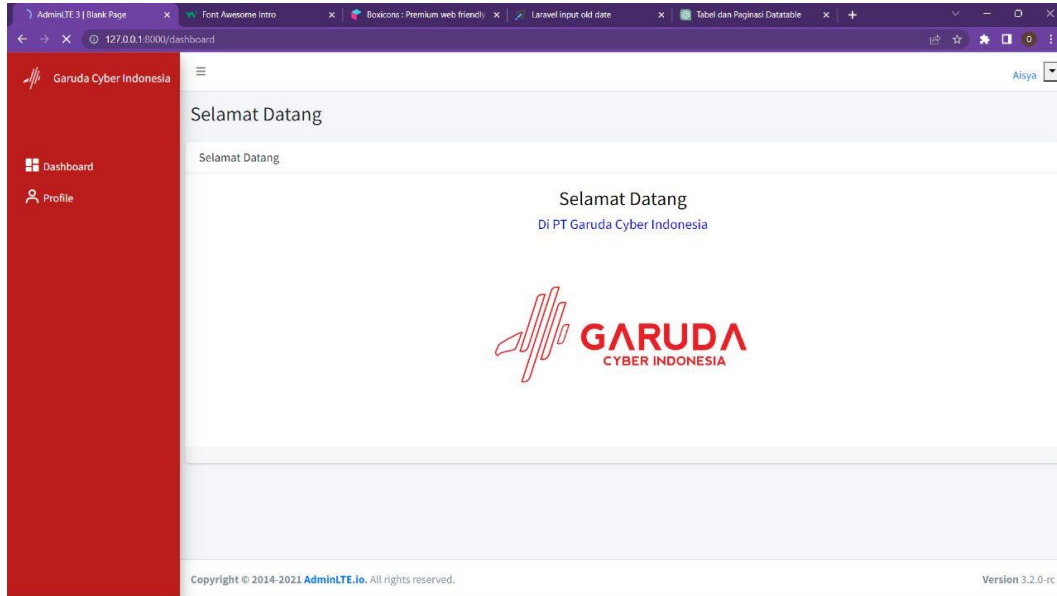 AdminLTE 3 | Blank Page
Font Awesome Intro
Boxicons : Premium web friendly
Laravel input old date
Tabel dan Paginasi Datatable
127.0.0.1:8000/dashboard
Garuda Cyber Indonesia
Aisya
Selamat Datang
Selamat Datang
Dashboard
Profile
Selamat Datang
Di PT Garuda Cyber Indonesia
GARUDA
CYBER INDONESIA
Copyright © 2014-2021 AdminLTE.io. All rights reserved.
Version 3.2.0-rc